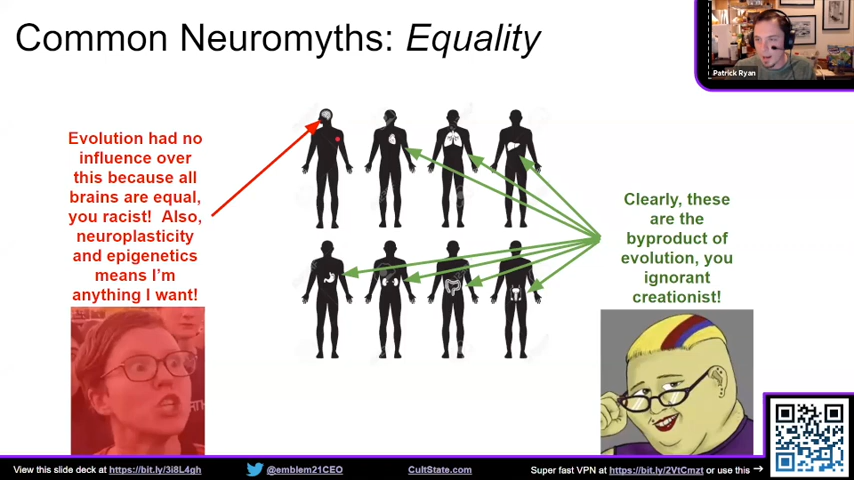 Common Neuromyths: Equality
Patrick Ryan
Evolution had no
influence over
this because all
brains are equal,
you racist!  Also,
neuroplasticity
and epigenetics
means I’m
anything I want!
Clearly, these
are the
byproduct of
evolution, you
ignorant
creationist!
View this slide deck at https://bit.ly/3i8L4gh
@emblem21CEO
CultState.com
Super fast VPN at https://bit.ly/2VtCmzt or use this →